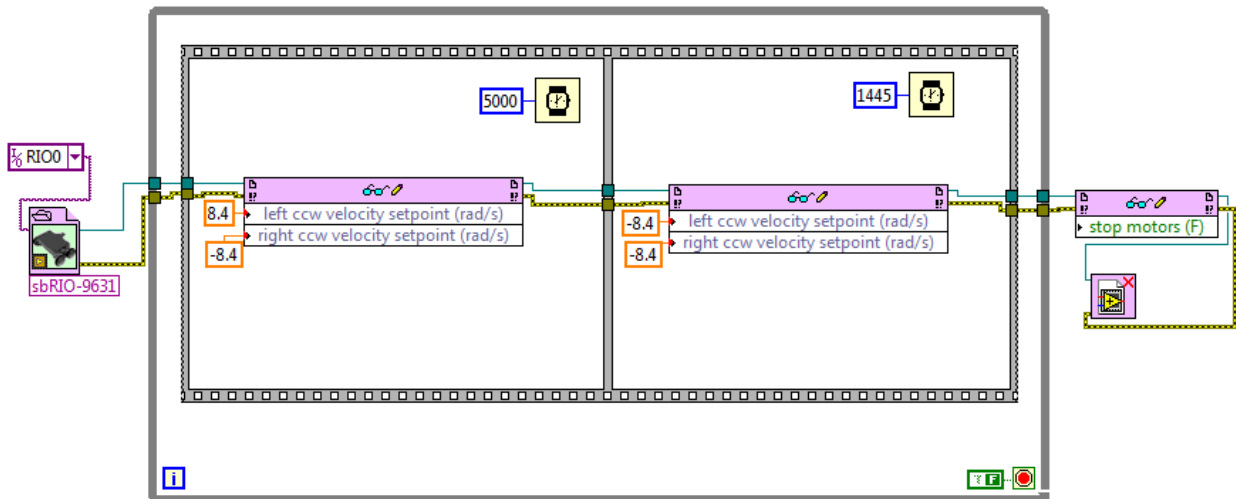 RIO0
sbRIO-9631
5000
8.4
left ccw velocity setpoint (rad/s)
right ccw velocity setpoint (rad/s)
-8.4
1445
-8.4
left ccw velocity setpoint (rad/s)
right ccw velocity setpoint (rad/s)
-8.4
stop motors (F)
i
F